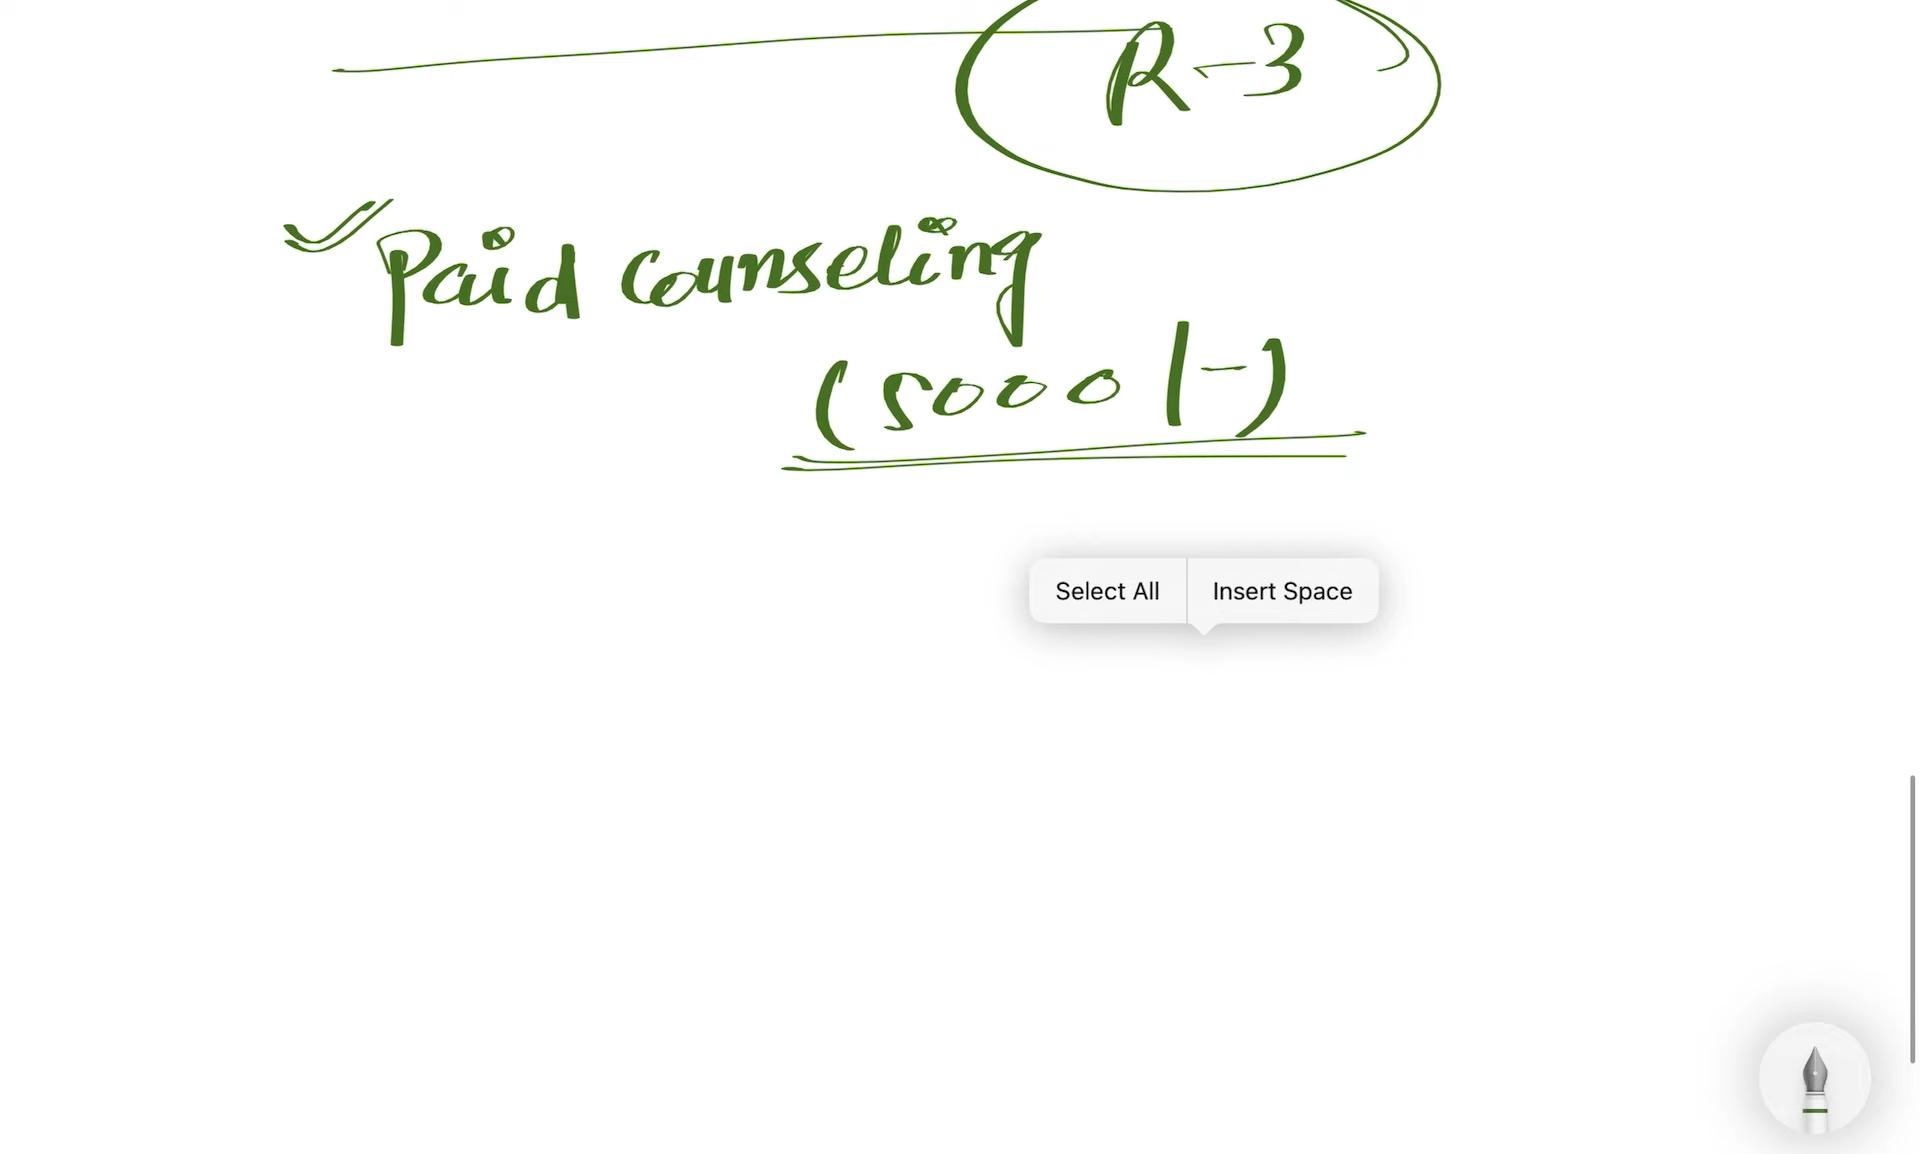 R-3
Paid Counseling
(5000/-)
Select All
Insert Space